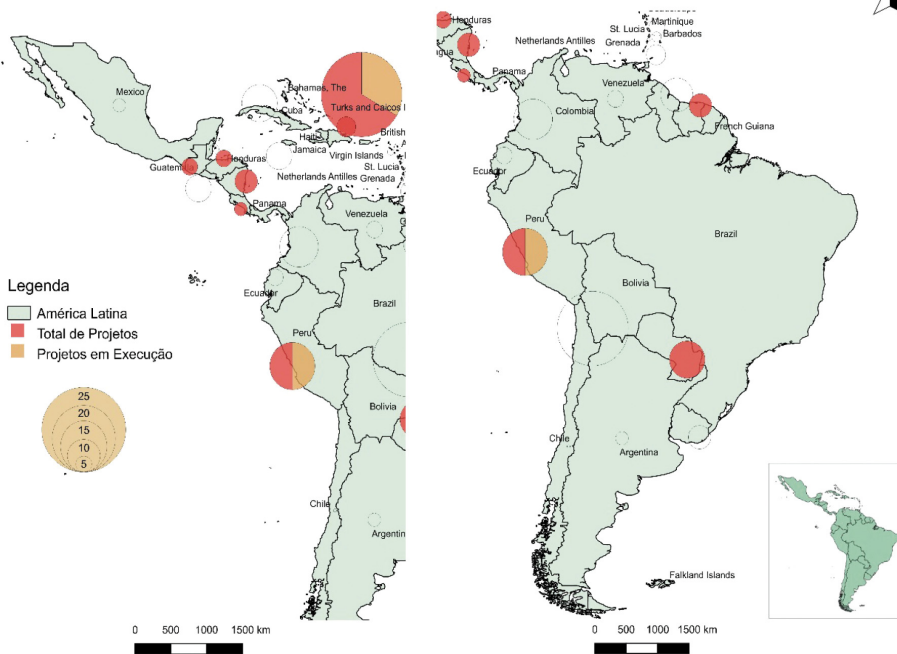 Mexico
Bahamas, The
Cuba
Turks and Caicos I
Haiti
Jamaica
British
Virgin Islands
St. Lucia
Grenada
Netherlands Antilles
Guatemala
Honduras
Panama
Venezuela
Ecuador
Brazil
Peru
Bolivia
Chile
Argentin
Legenda
América Latina
Total de Projetos
Projetos em Execução
25
20
15
10
5
0 500 1000 1500 km
Honduras
Martinique
St. Lucia
Barbados
Grenada
Netherlands Antilles
agua
Panama
Venezuela
Colombia
French Guiana
Ecuador
Peru
Brazil
Bolivia
Chile
Argentina
Falkland Islands
0 500 1000 1500 km